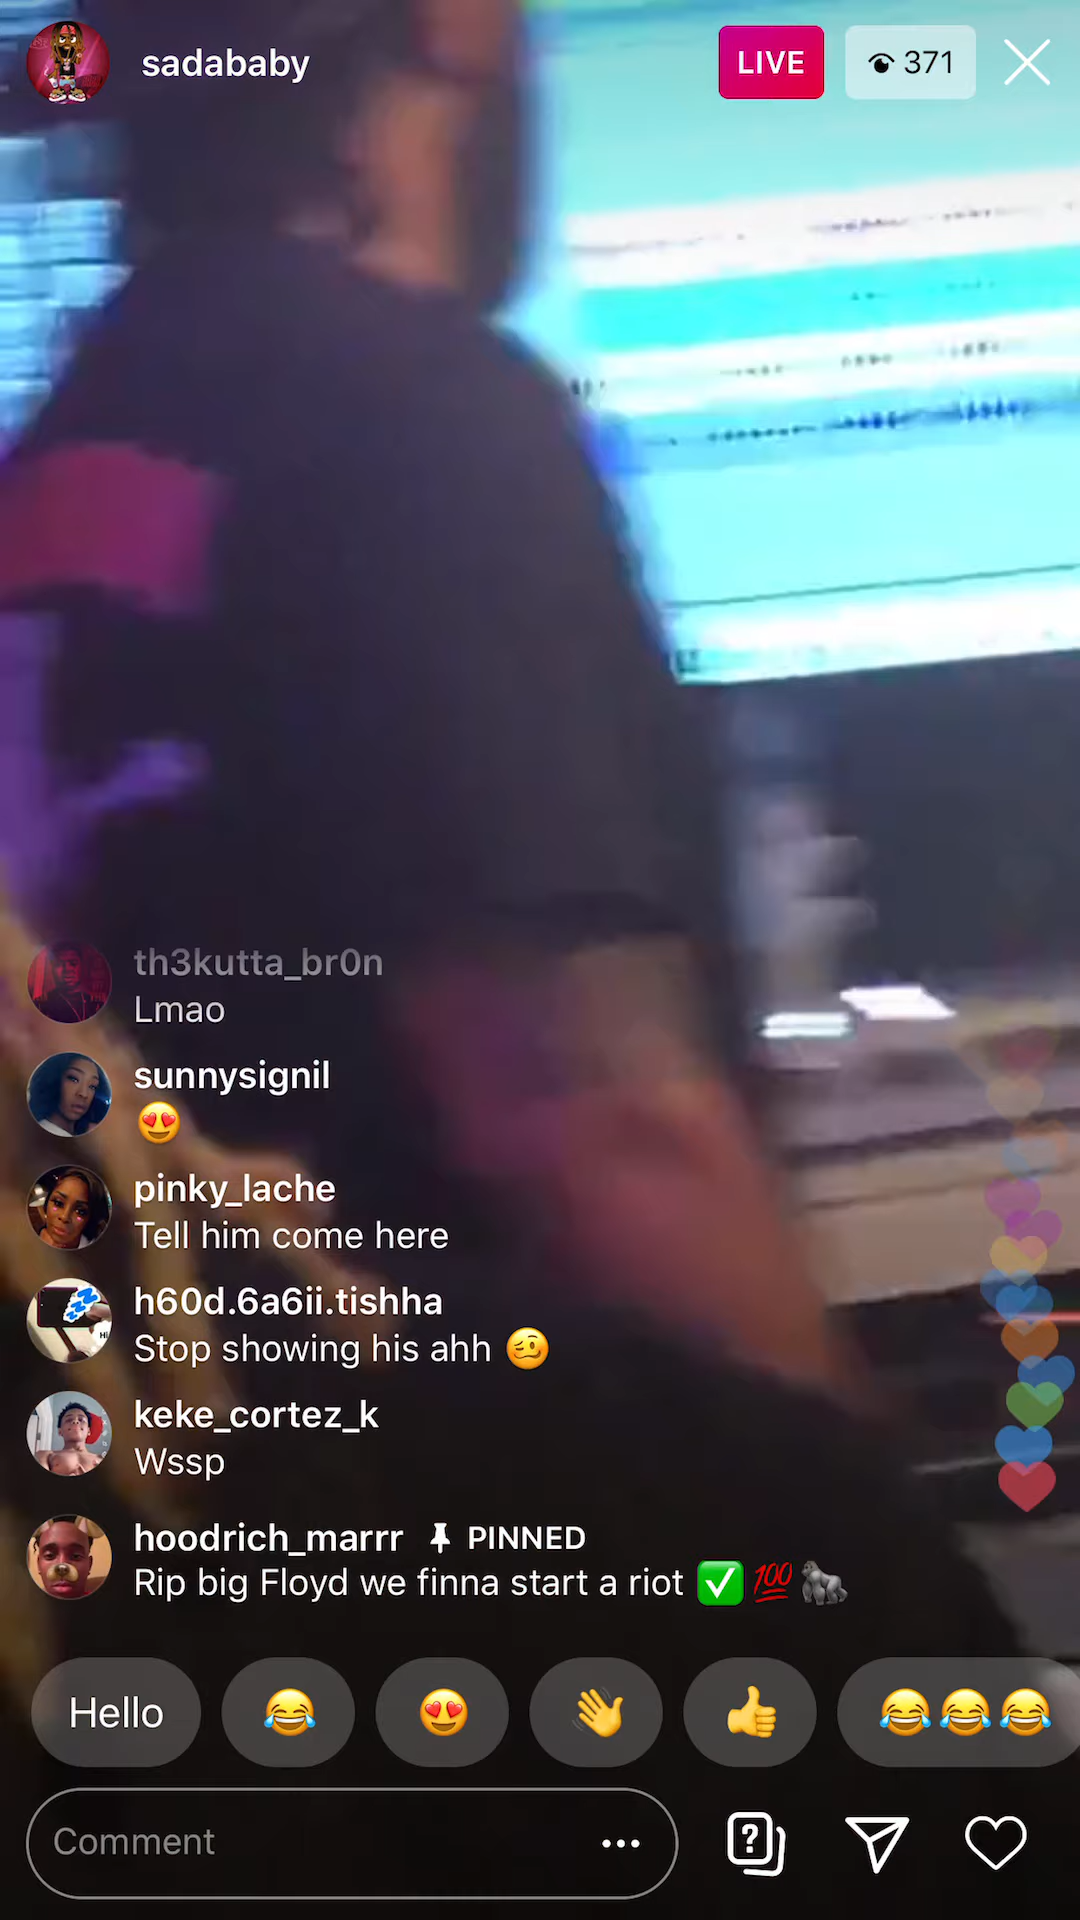 sadababy
LIVE
371
th3kutta_br0n
Lmao
sunnysignil
😍
pinky_lache
Tell him come here
h60d.6a6ii.tishha
Stop showing his ahh 🥴
keke_cortez_k
Wssp
hoodrich_marrr PINNED
Rip big Floyd we finna start a riot ✅ 💯 🦍
Hello 😂 😍 👋 👍 😂 😂 😂
Comment